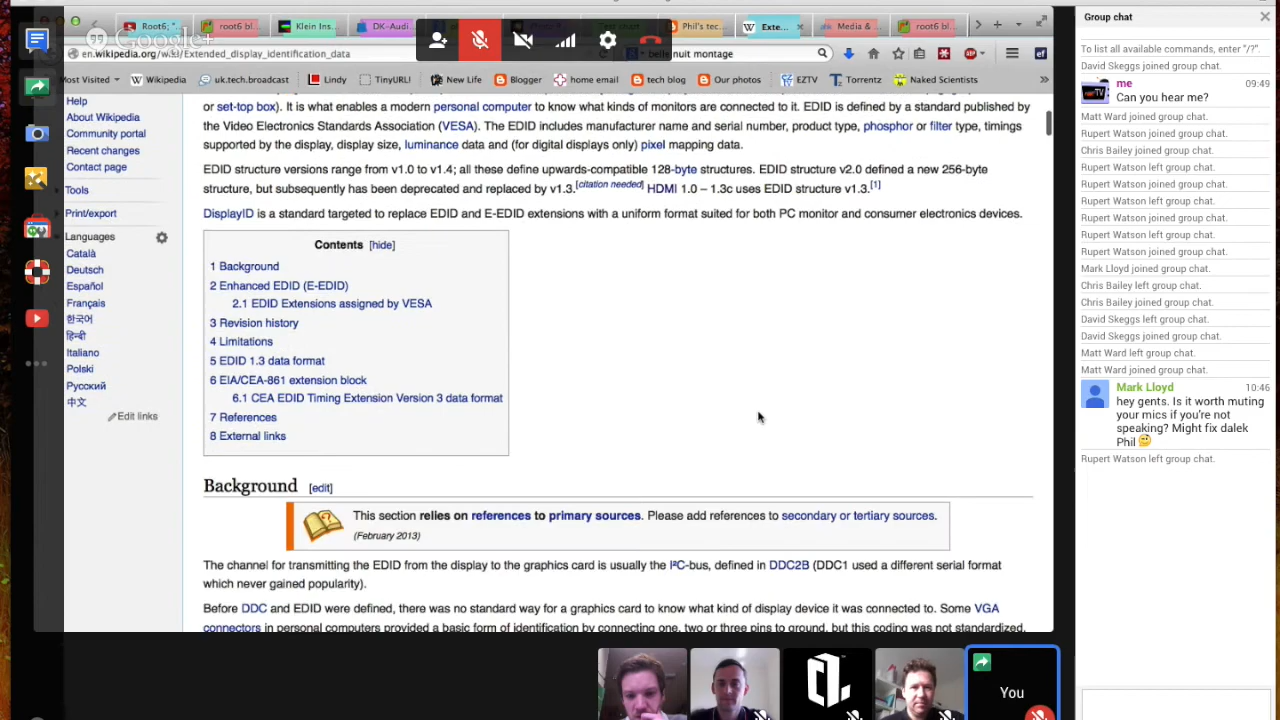 Root6; "
root6 bl
Klein Ins
DK-Audi
Phil's tec
Exte...
Media &
root6 bl
Google+
en.wikipedia.org/wiki/Extended_display_identification_data
beile nuit montage
ef
Most Visited
Wikipedia
uk.tech.broadcast
Lindy
TinyURL!
New Life
Blogger
home email
tech blog
Our photos
EZTV
Torrentz
Naked Scientists
Help
About Wikipedia
Community portal
Recent changes
Contact page
Tools
Print/export
Languages
Català
Deutsch
Español
Français
한국어
हिन्दी
Italiano
Polski
Русский
中文
Edit links
or set-top box). It is what enables a modern personal computer to know what kinds of monitors are connected to it. EDID is defined by a standard published by
the Video Electronics Standards Association (VESA). The EDID includes manufacturer name and serial number, product type, phosphor or filter type, timings
supported by the display, display size, luminance data and (for digital displays only) pixel mapping data.
EDID structure versions range from v1.0 to v1.4; all these define upwards-compatible 128-byte structures. EDID structure v2.0 defined a new 256-byte
structure, but subsequently has been deprecated and replaced by v1.3.[citation needed] HDMI 1.0 – 1.3c uses EDID structure v1.3.[1]
DisplayID is a standard targeted to replace EDID and E-EDID extensions with a uniform format suited for both PC monitor and consumer electronics devices.
Contents [hide]
1 Background
2 Enhanced EDID (E-EDID)
2.1 EDID Extensions assigned by VESA
3 Revision history
4 Limitations
5 EDID 1.3 data format
6 EIA/CEA-861 extension block
6.1 CEA EDID Timing Extension Version 3 data format
7 References
8 External links
Background [edit]
This section relies on references to primary sources. Please add references to secondary or tertiary sources.
(February 2013)
The channel for transmitting the EDID from the display to the graphics card is usually the I²C-bus, defined in DDC2B (DDC1 used a different serial format
which never gained popularity).
Before DDC and EDID were defined, there was no standard way for a graphics card to know what kind of display device it was connected to. Some VGA
connectors in personal computers provided a basic form of identification by connecting one, two or three pins to ground, but this coding was not standardized.
You
Group chat
To list all available commands, enter "/?".
David Skeggs joined group chat.
me 09:49
Can you hear me?
Matt Ward joined group chat.
Rupert Watson joined group chat.
Chris Bailey joined group chat.
Rupert Watson left group chat.
Rupert Watson joined group chat.
Rupert Watson left group chat.
Rupert Watson joined group chat.
Rupert Watson left group chat.
Rupert Watson joined group chat.
Mark Lloyd joined group chat.
Chris Bailey left group chat.
Chris Bailey joined group chat.
David Skeggs left group chat.
David Skeggs joined group chat.
Matt Ward left group chat.
Matt Ward joined group chat.
Mark Lloyd 10:46
hey gents. Is it worth muting
your mics if you're not
speaking? Might fix dalek
Phil
Rupert Watson left group chat.